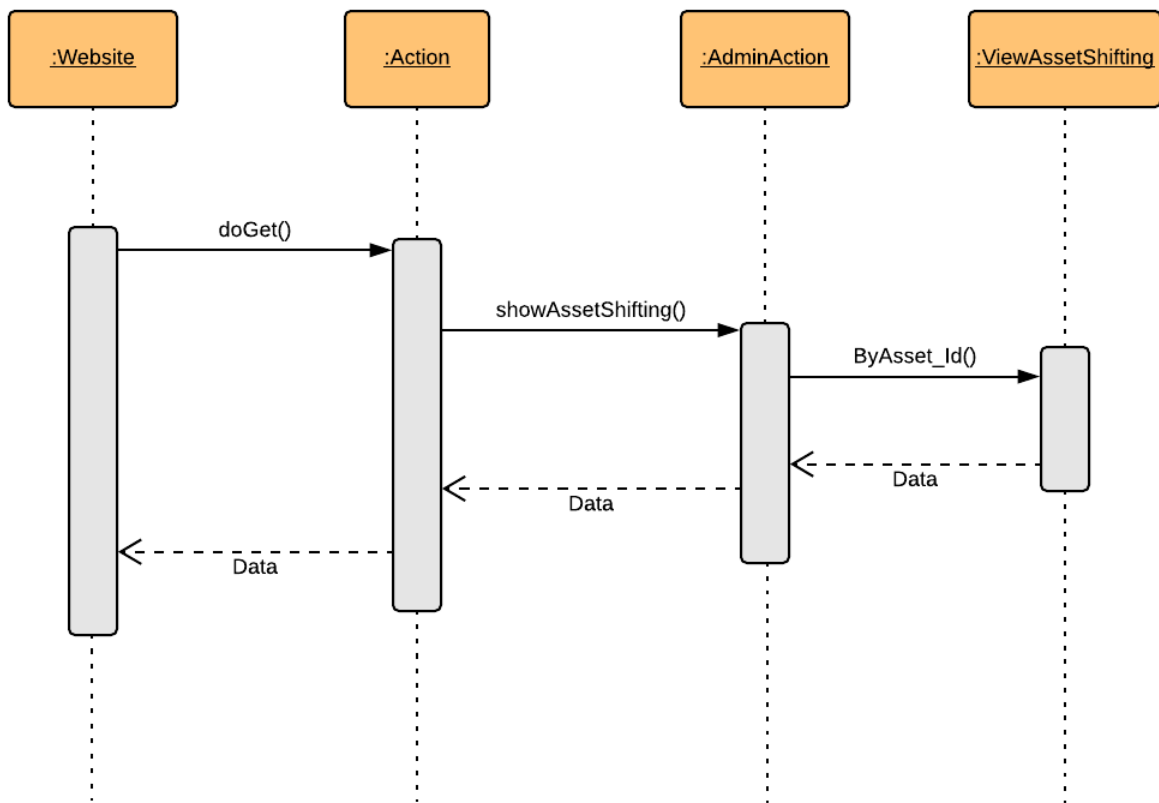 :Website
:Action
:AdminAction
:ViewAssetShifting
doGet()
showAssetShifting()
ByAsset_Id()
Data
Data
Data